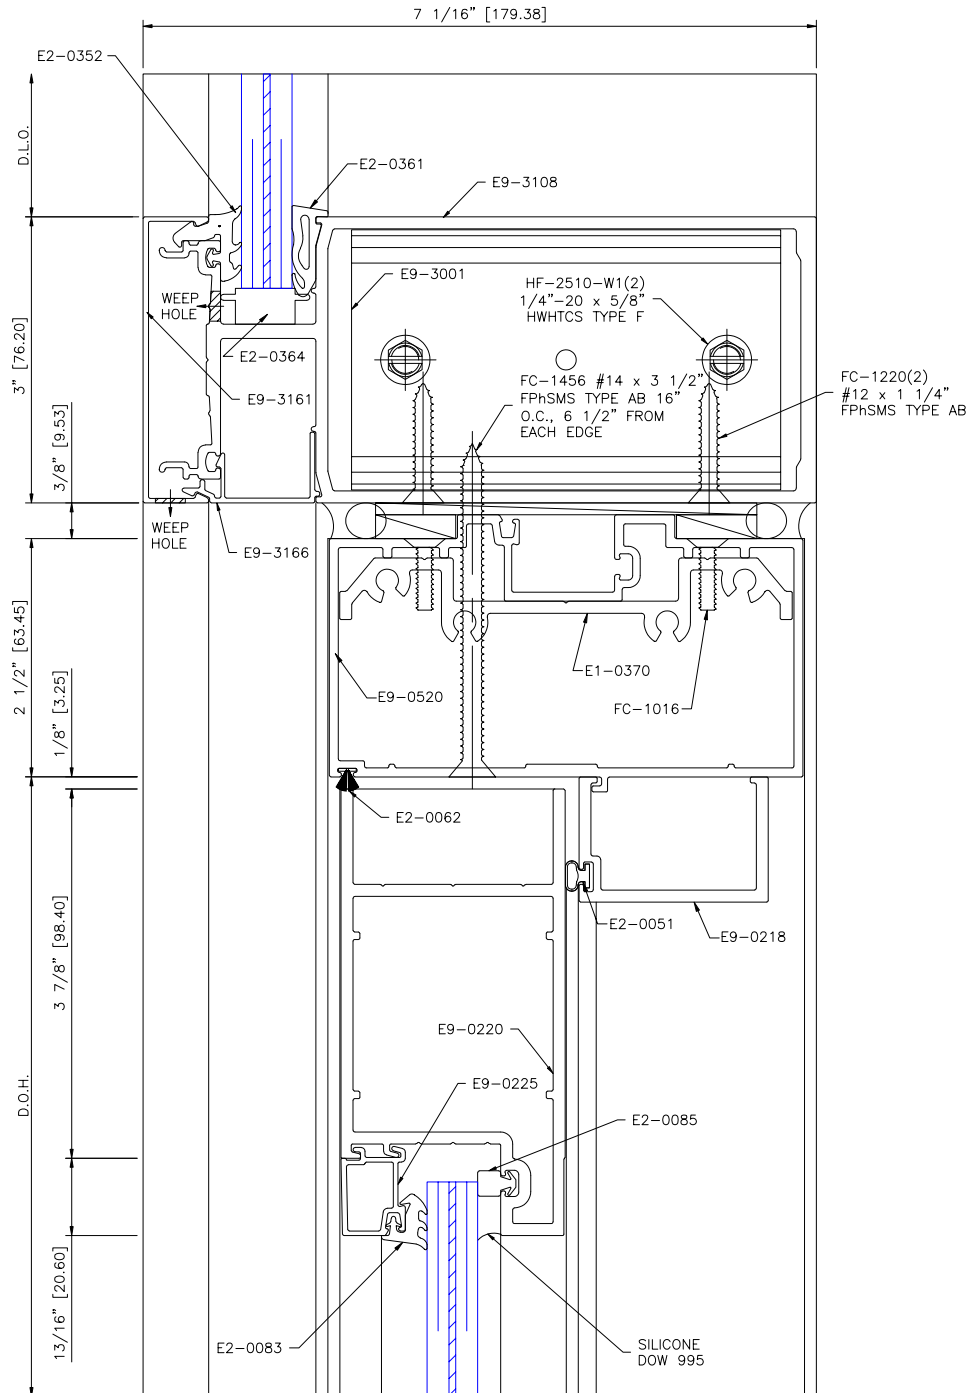 7 1/16" [179.38]
E2-0352
D.L.O.
E2-0361
E9-3108
E9-3001
HF-2510-W1(2)
1/4"-20 x 5/8"
HWHTCS TYPE F
WEEP
HOLE
3" [76.20]
E2-0364
FC-1456 #14 x 3 1/2"
FPhSMS TYPE AB 16"
O.C., 6 1/2" FROM
EACH EDGE
FC-1220(2)
#12 x 1 1/4"
FPhSMS TYPE AB
E9-3161
3/8" [9.53]
WEEP
HOLE
E9-3166
2 1/2" [63.45]
E1-0370
E9-0520
FC-1016
1/8" [3.25]
E2-0062
E2-0051
E9-0218
3 7/8" [98.40]
E9-0220
E9-0225
D.O.H.
E2-0085
13/16" [20.60]
E2-0083
SILICONE
DOW 995